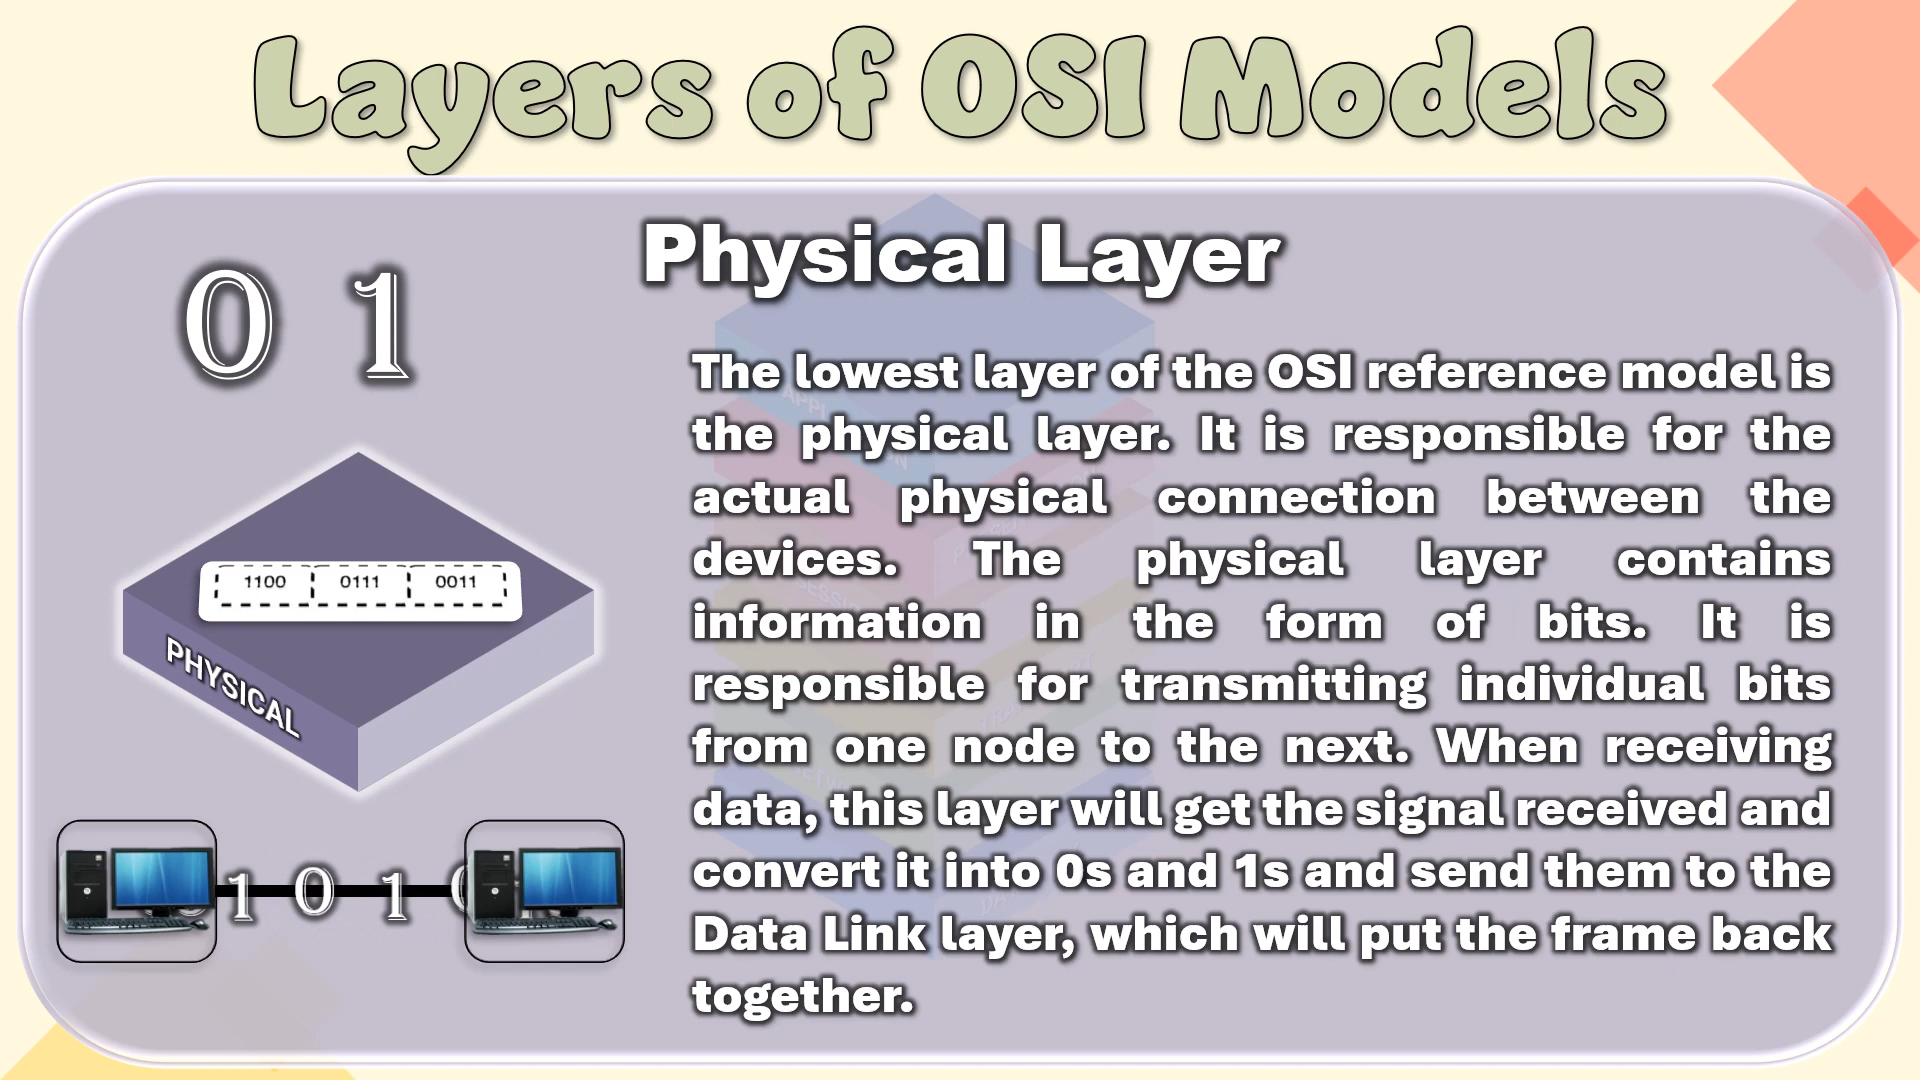 Layers of OSI Models
Physical Layer
0 1
The lowest layer of the OSI reference model is
the physical layer. It is responsible for the
actual physical connection between the
devices. The physical layer contains
information in the form of bits. It is
responsible for transmitting individual bits
from one node to the next. When receiving
data, this layer will get the signal received and
convert it into 0s and 1s and send them to the
Data Link layer, which will put the frame back
together.
1100 0111 0011
PHYSICAL
1 0 1